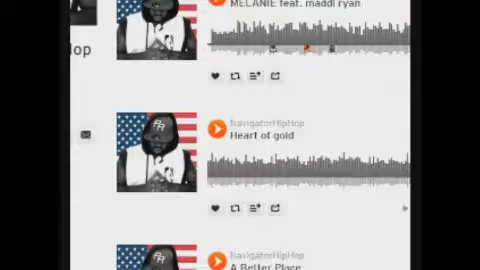 MELANIE feat. maddi ryan
Hop
NavigatorHipHop
Heart of gold
NavigatorHipHop
A Better Place